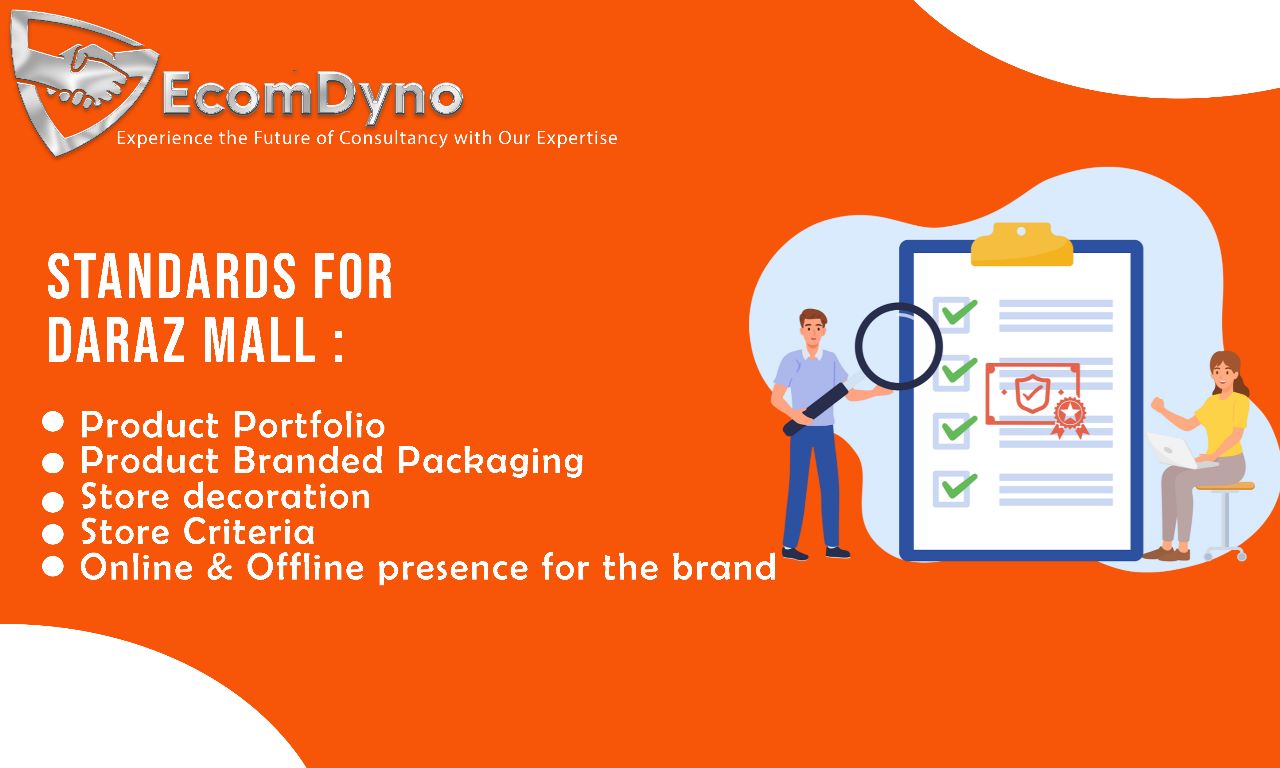 EcomDyno
Experience the Future of Consultancy with Our Expertise
STANDARDS FOR
DARAZ MALL :
Product Portfolio
Product Branded Packaging
Store decoration
Store Criteria
Online & Offline presence for the brand